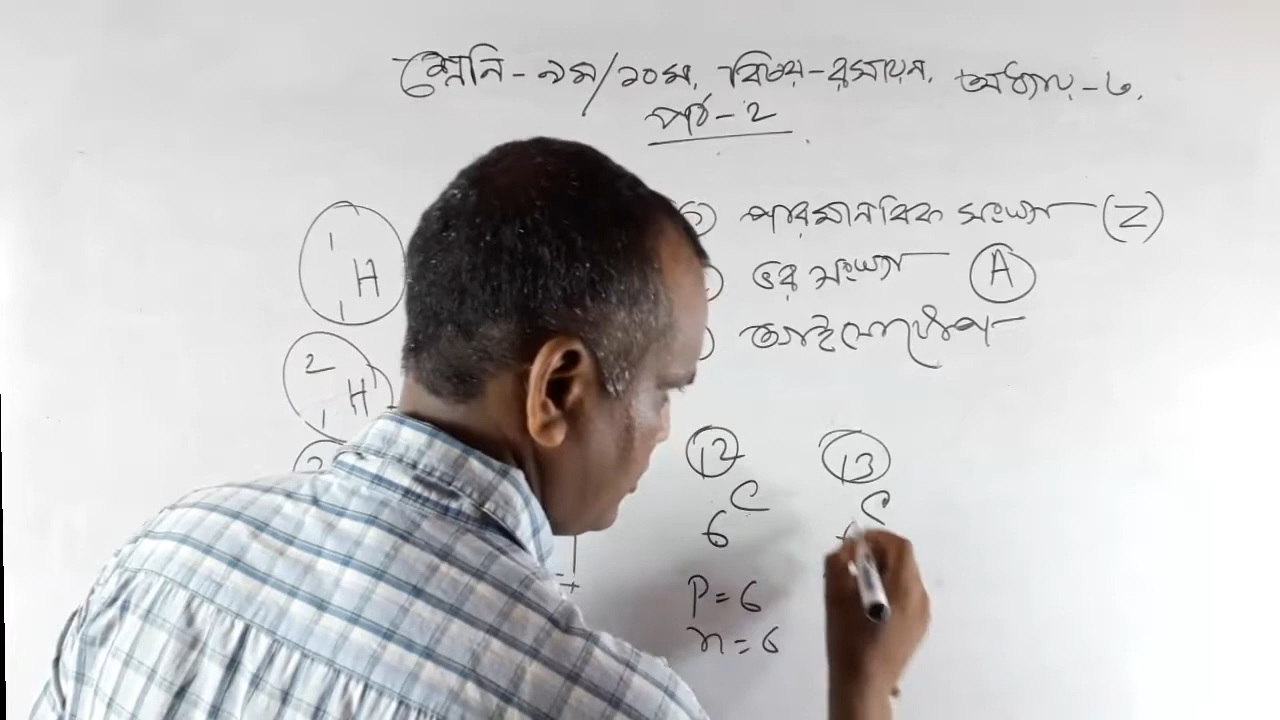 শ্রেনি - ৯ম/১০ম, বিষয় - রসায়ন, অধ্যায় - ৩,
পার্ট - 2
পারমানবিক সংখ্যা (Z)
ভর সংখ্যা A
আইসোটোপ
1
H
1
2
H
1
12
C
6
13
C
P = 6
n = 6